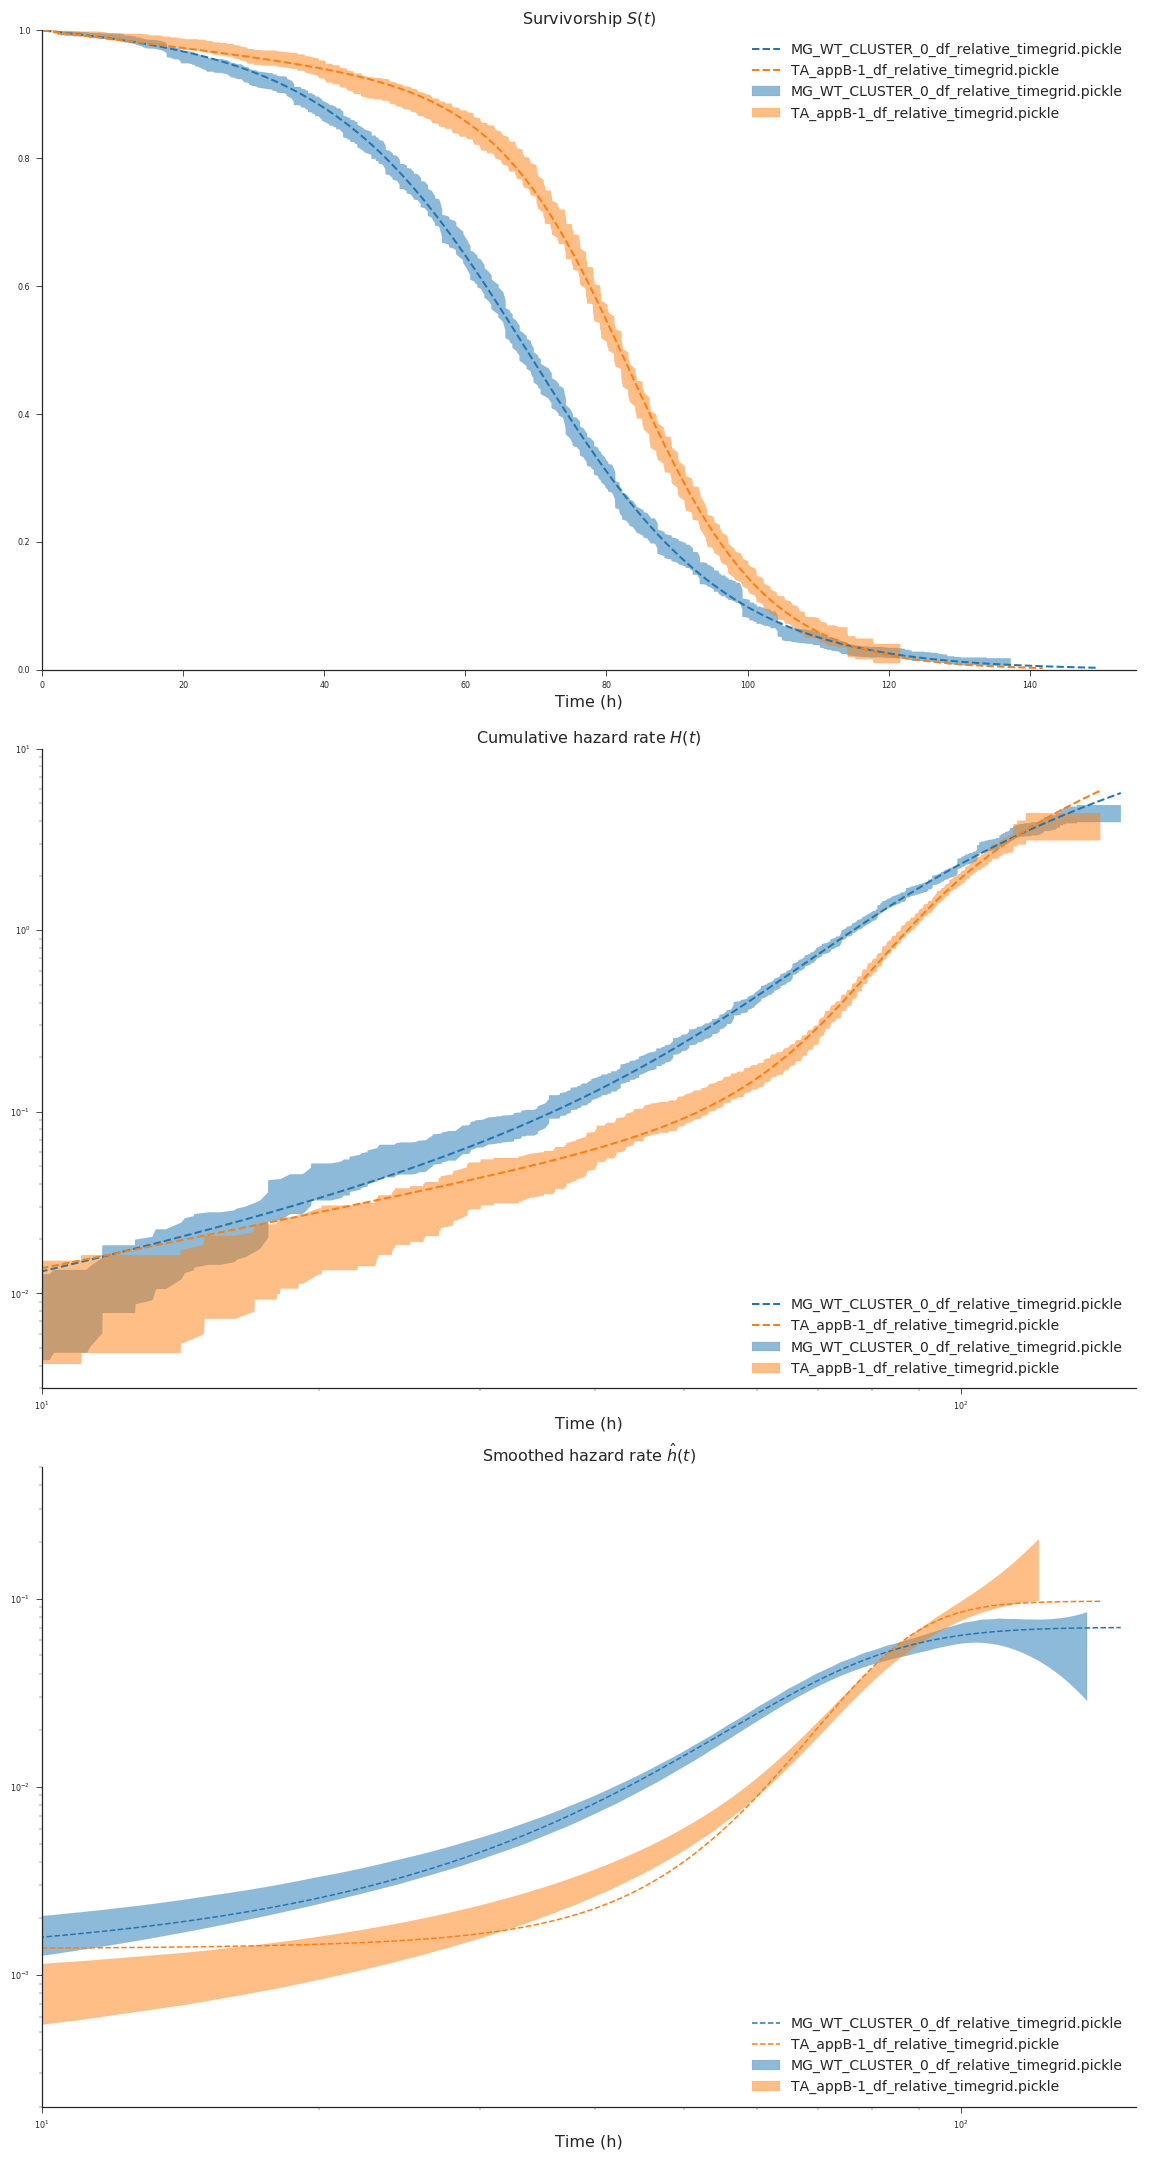 Survivorship S(t)
1.0
0.8
0.6
0.4
0.2
0.0
MG_WT_CLUSTER_0_df_relative_timegrid.pickle
TA_appB-1_df_relative_timegrid.pickle
MG_WT_CLUSTER_0_df_relative_timegrid.pickle
TA_appB-1_df_relative_timegrid.pickle
0 20 40 60 80 100 120 140
Time (h)
Cumulative hazard rate H(t)
10¹
10⁰
10⁻¹
10⁻²
MG_WT_CLUSTER_0_df_relative_timegrid.pickle
TA_appB-1_df_relative_timegrid.pickle
MG_WT_CLUSTER_0_df_relative_timegrid.pickle
TA_appB-1_df_relative_timegrid.pickle
10¹ 10²
Time (h)
Smoothed hazard rate ĥ(t)
10⁻¹
10⁻²
10⁻³
MG_WT_CLUSTER_0_df_relative_timegrid.pickle
TA_appB-1_df_relative_timegrid.pickle
MG_WT_CLUSTER_0_df_relative_timegrid.pickle
TA_appB-1_df_relative_timegrid.pickle
10¹ 10²
Time (h)